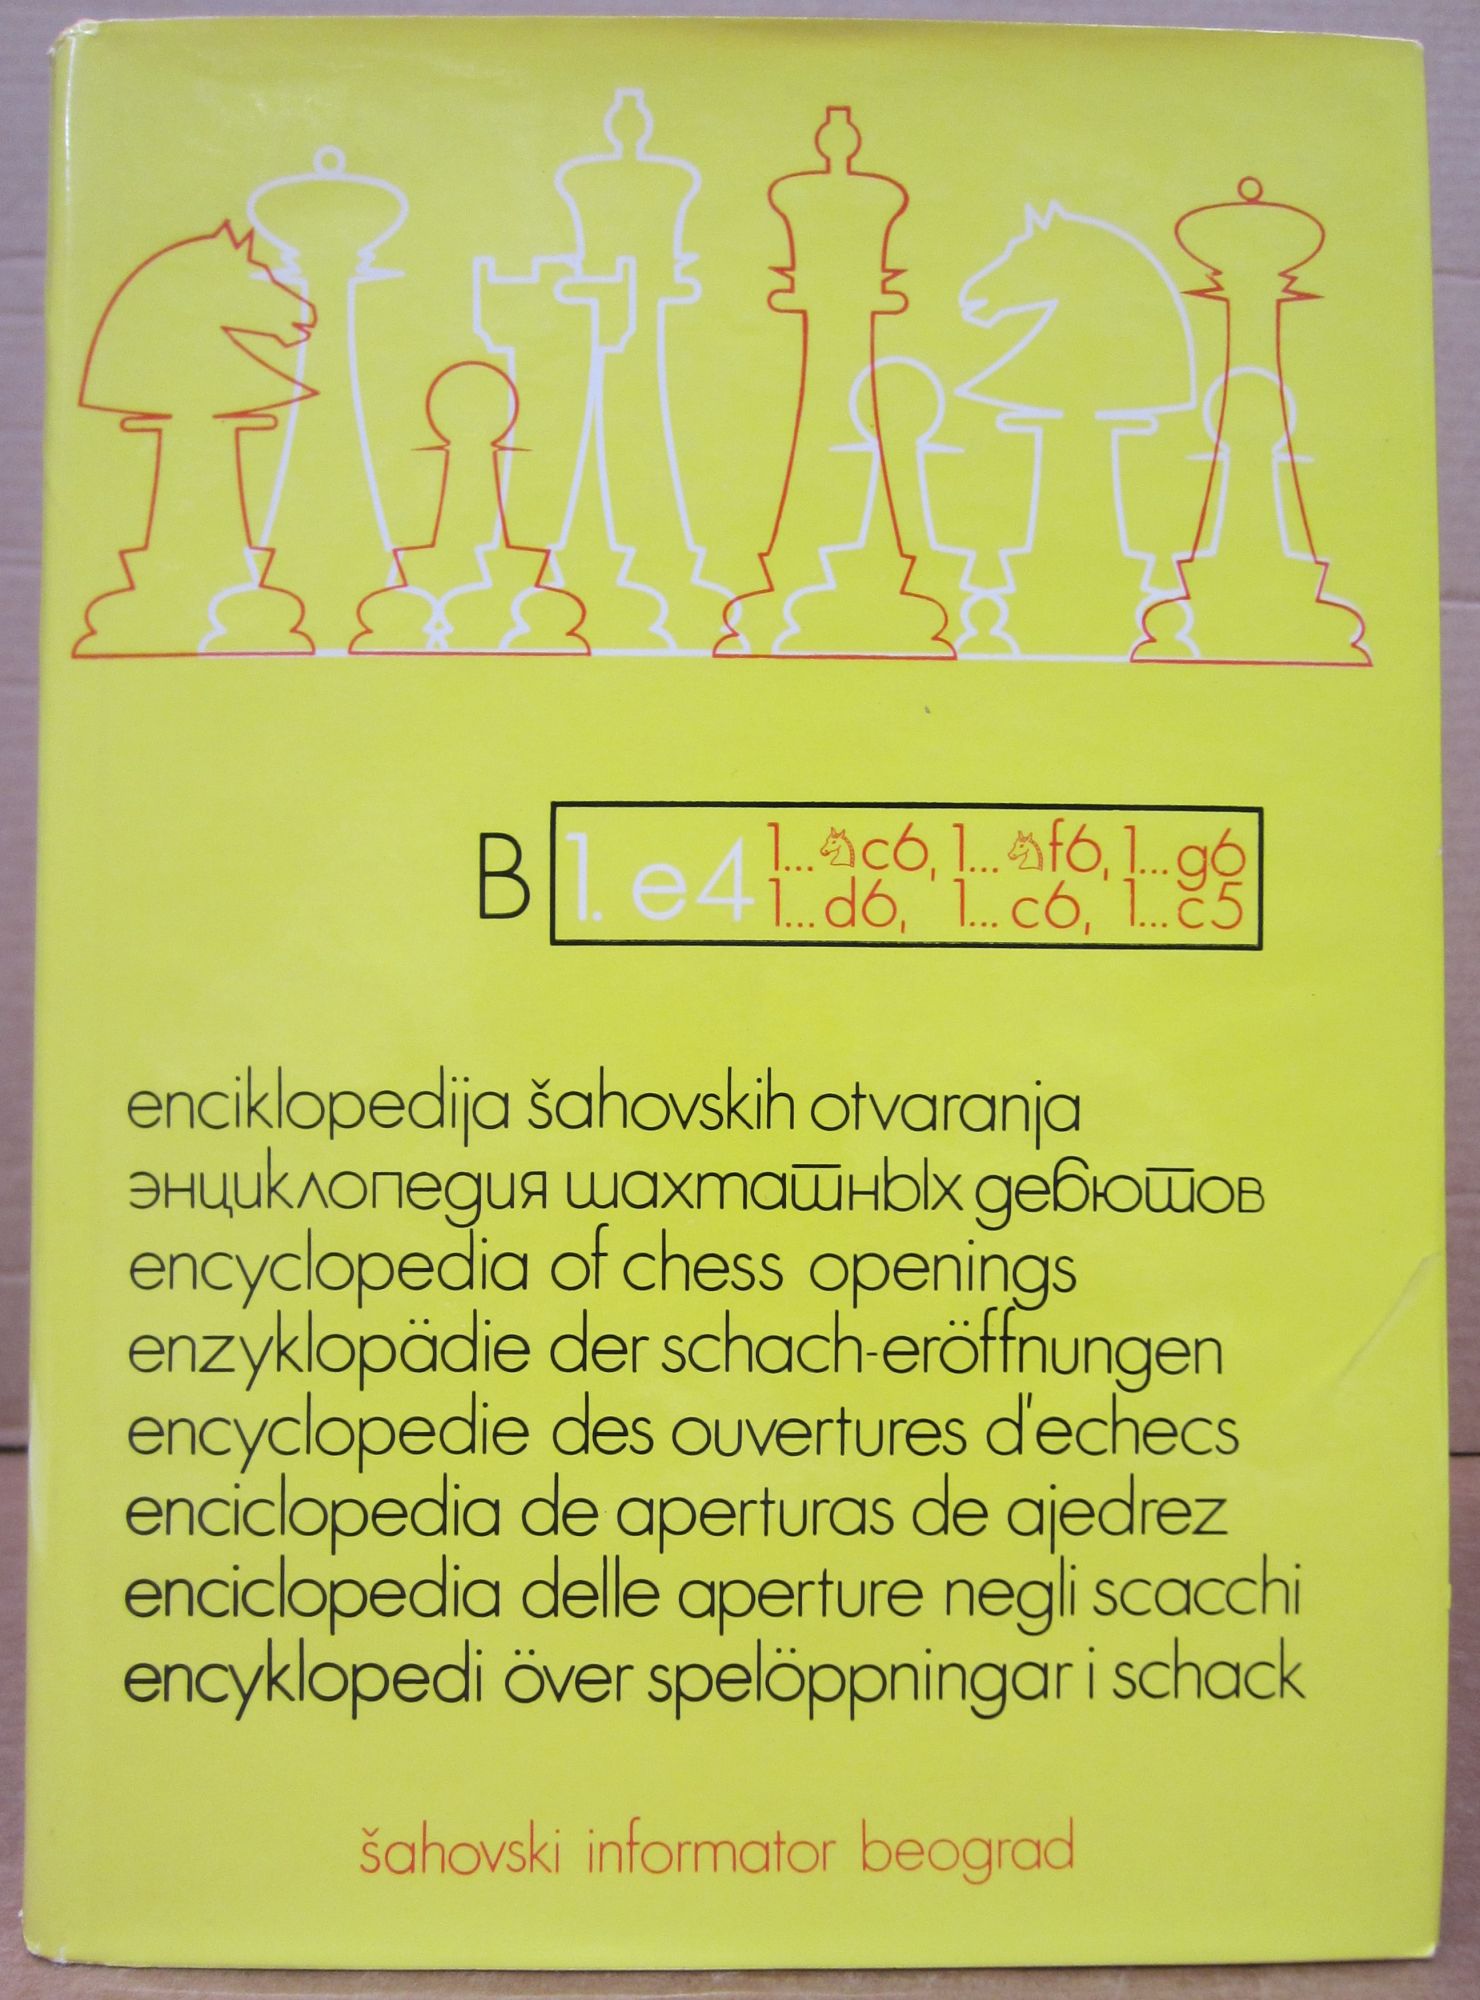 B 1. e4 1...♘c6, 1...♘f6, 1...g6
1...d6, 1...c6, 1...c5
enciklopedija šahovskih otvaranja
энциклопедия шахматных дебютов
encyclopedia of chess openings
enzyklopädie der schach-eröffnungen
encyclopedie des ouvertures d'echecs
enciclopedia de aperturas de ajedrez
enciclopedia delle aperture negli scacchi
encyklopedi över spelöppningar i schack
šahovski informator beograd